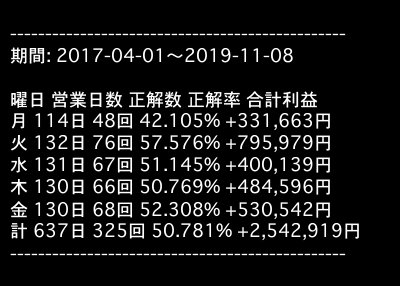 ------------------------------------------------
期間: 2017-04-01〜2019-11-08
曜日 営業日数 正解数 正解率 合計利益
月 114日 48回 42.105% +331,663円
火 132日 76回 57.576% +795,979円
水 131日 67回 51.145% +400,139円
木 130日 66回 50.769% +484,596円
金 130日 68回 52.308% +530,542円
計 637日 325回 50.781% +2,542,919円
------------------------------------------------